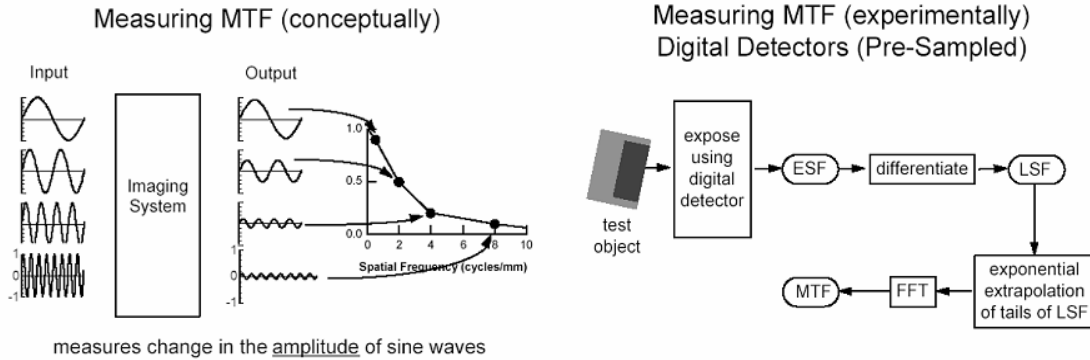 Measuring MTF (conceptually)
Input
Output
Imaging
System
1
0
-1
1
0
-1
1.0
0.5
0.0
0
2
4
6
8
10
Spatial Frequency (cycles/mm)
measures change in the amplitude of sine waves
Measuring MTF (experimentally)
Digital Detectors (Pre-Sampled)
test
object
expose
using
digital
detector
ESF
differentiate
LSF
exponential
extrapolation
of tails of LSF
FFT
MTF